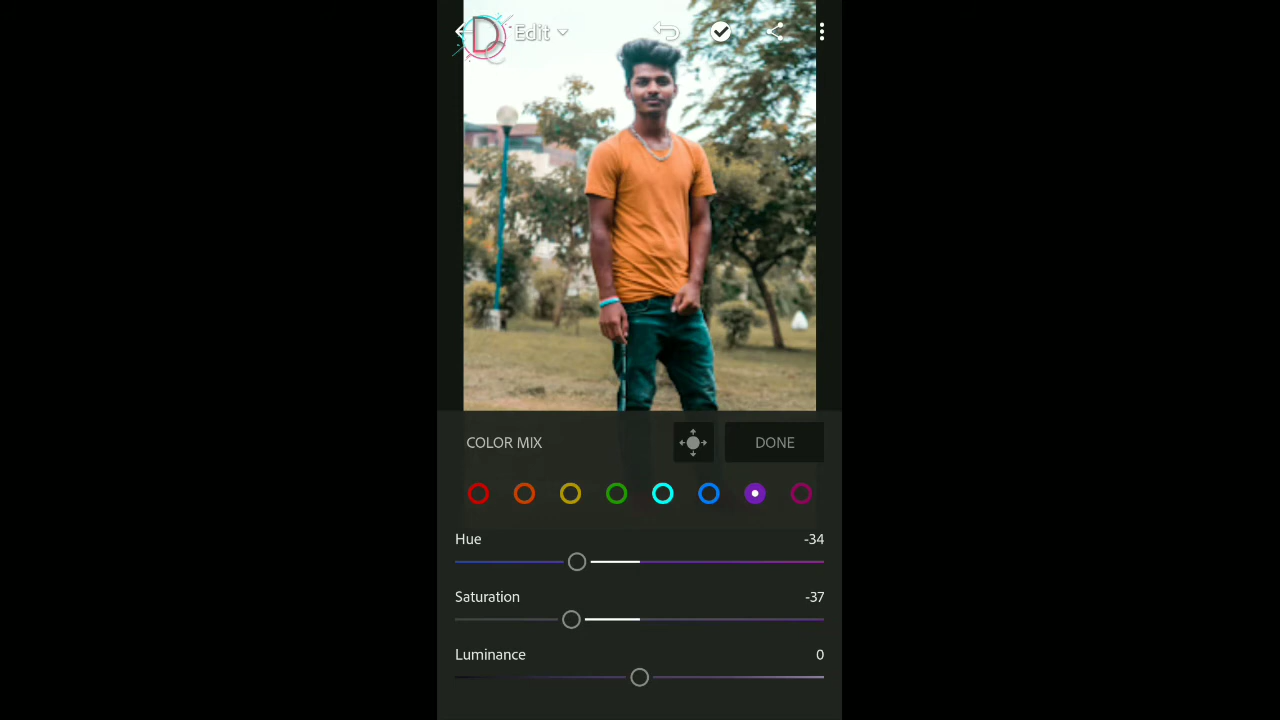 Edit
COLOR MIX
DONE
Hue -34
Saturation -37
Luminance 0